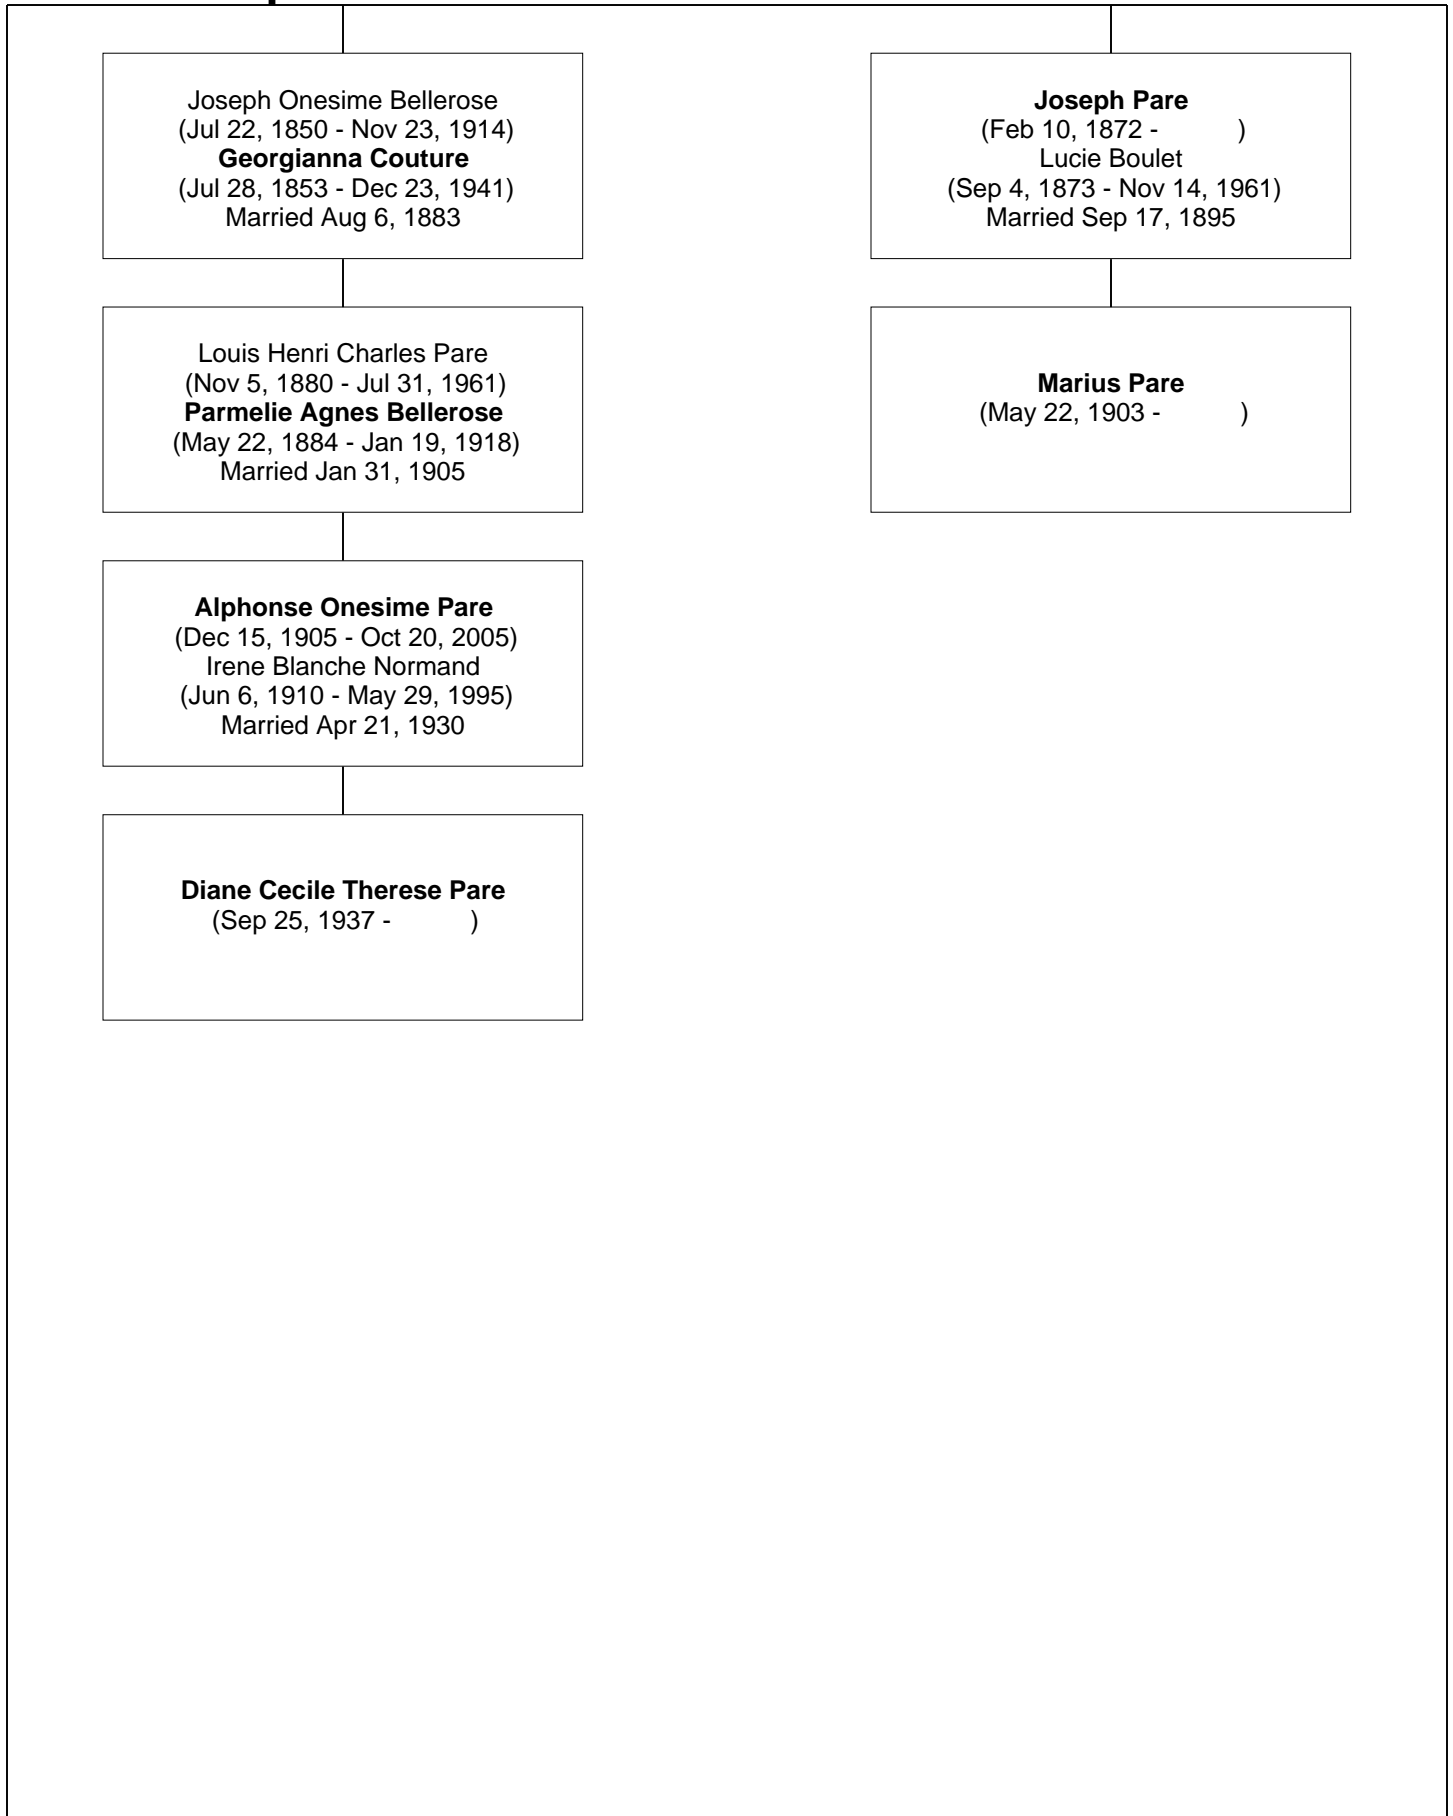 Joseph Onesime Bellerose
(Jul 22, 1850 - Nov 23, 1914)
Georgianna Couture
(Jul 28, 1853 - Dec 23, 1941)
Married Aug 6, 1883
Joseph Pare
(Feb 10, 1872 - )
Lucie Boulet
(Sep 4, 1873 - Nov 14, 1961)
Married Sep 17, 1895
Louis Henri Charles Pare
(Nov 5, 1880 - Jul 31, 1961)
Parmelie Agnes Bellerose
(May 22, 1884 - Jan 19, 1918)
Married Jan 31, 1905
Marius Pare
(May 22, 1903 - )
Alphonse Onesime Pare
(Dec 15, 1905 - Oct 20, 2005)
Irene Blanche Normand
(Jun 6, 1910 - May 29, 1995)
Married Apr 21, 1930
Diane Cecile Therese Pare
(Sep 25, 1937 - )